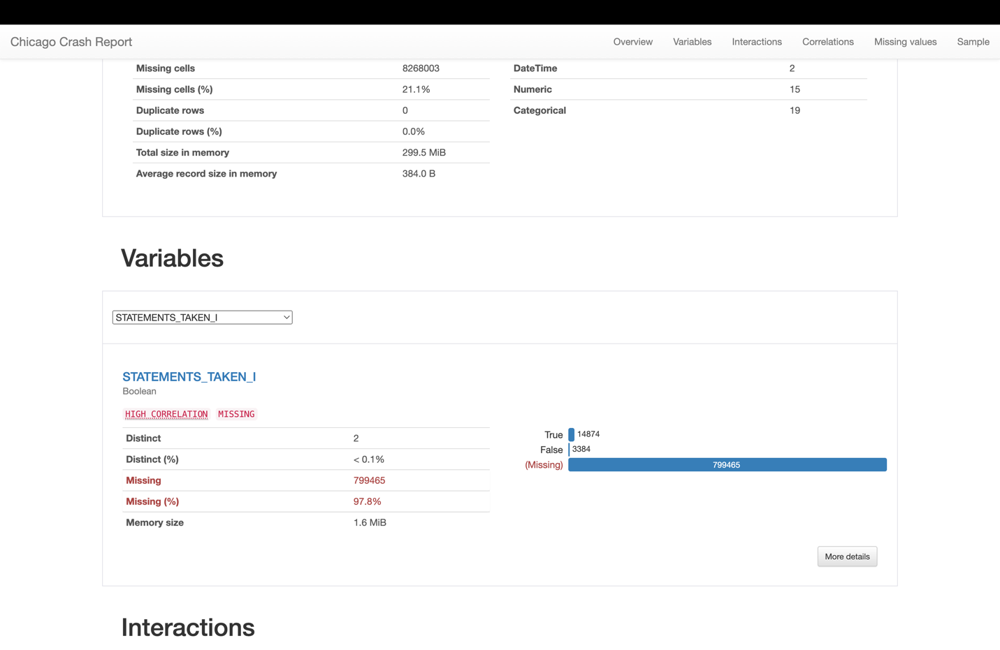 Chicago Crash Report
Overview Variables Interactions Correlations Missing values Sample
Missing cells 8268003
Missing cells (%) 21.1%
Duplicate rows 0
Duplicate rows (%) 0.0%
Total size in memory 299.5 MiB
Average record size in memory 384.0 B
DateTime 2
Numeric 15
Categorical 19
Variables
STATEMENTS_TAKEN_I
STATEMENTS_TAKEN_I
Boolean
HIGH CORRELATION MISSING
Distinct 2
Distinct (%) < 0.1%
Missing 799465
Missing (%) 97.8%
Memory size 1.6 MiB
True 14874
False 3384
(Missing) 799465
More details
Interactions